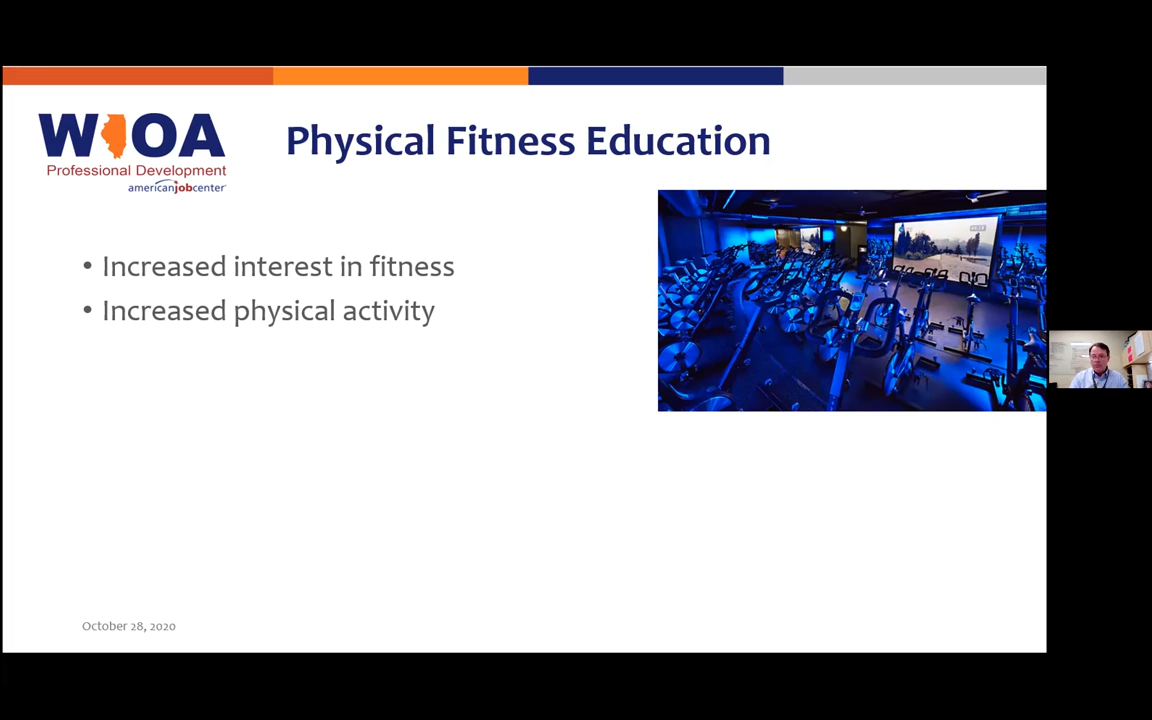 WIOA
Professional Development
americanjobcenter
Physical Fitness Education
• Increased interest in fitness
• Increased physical activity
October 28, 2020